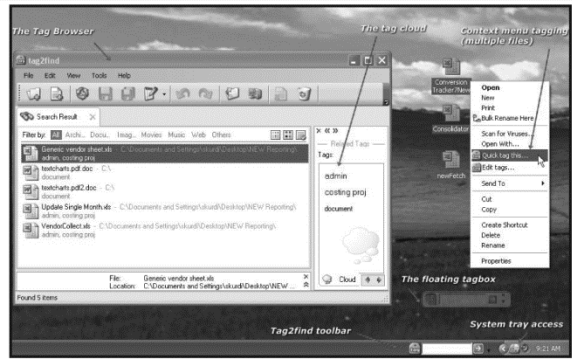 The Tag Browser
The tag cloud
Context menu tagging
(multiple files)
tag2find
File Edit View Tools Help
Search Result
Filter by: All Archi... Docu.. Imag... Movies Music Web Others
Generic vendor sheet.xls - C:\Documents and Settings\skurdi\Desktop\NEW Reporting\
admin, costing proj
textcharts.pdf.doc - C:\
document
textcharts.pdf2.doc - C:\
document
Update Single Month.xls - C:\Documents and Settings\skurdi\Desktop\NEW Reporting\
admin, costing proj
VendorCollect.xls - C:\Documents and Settings\skurdi\Desktop\NEW Reporting\
admin, costing proj
File: Generic vendor sheet.xls
Location: C:\Documents and Settings\skurdi\Desktop\NEW ...
Found 5 items
Related Tags
Tags:
admin
costing proj
document
Cloud
Conversion
Tracker7New
Consolidator
newFetch
Open
New
Print
Bulk Rename Here
Scan for Viruses...
Open With...
Quick tag this...
Edit tags...
Send To
Cut
Copy
Create Shortcut
Delete
Rename
Properties
The floating tagbox
Tag2find toolbar
System tray access
9:21 AM